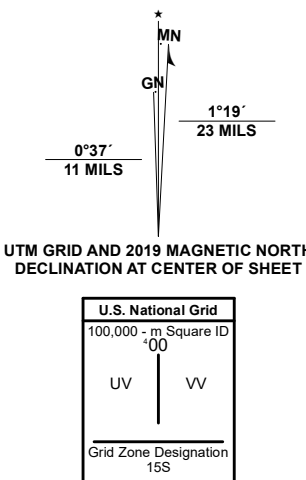 ★
MN
GN
1°19´
23 MILS
0°37´
11 MILS
UTM GRID AND 2019 MAGNETIC NORTH
DECLINATION AT CENTER OF SHEET
U.S. National Grid
100,000 - m Square ID
⁴00
UV VV
Grid Zone Designation
15S